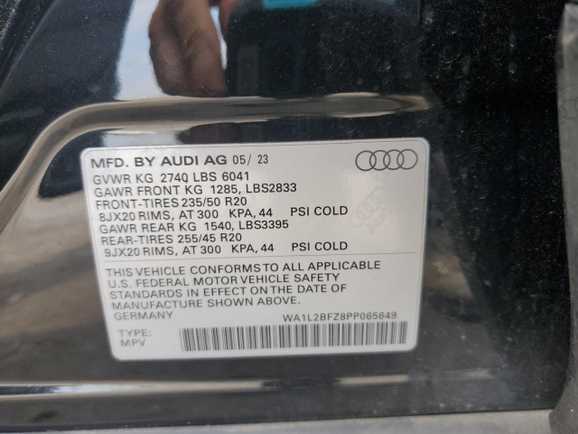 MFD. BY AUDI AG 05/ 23
GVWR KG 2740 LBS 6041
GAWR FRONT KG 1285, LBS2833
FRONT-TIRES 235/50 R20
8JX20 RIMS, AT 300 KPA, 44 PSI COLD
GAWR REAR KG 1540, LBS3395
REAR-TIRES 255/45 R20
9JX20 RIMS, AT 300 KPA, 44 PSI COLD
THIS VEHICLE CONFORMS TO ALL APPLICABLE
U.S. FEDERAL MOTOR VEHICLE SAFETY
STANDARDS IN EFFECT ON THE DATE OF
MANUFACTURE SHOWN ABOVE.
GERMANY WA1L2BFZ8PP065649
TYPE:
MPV